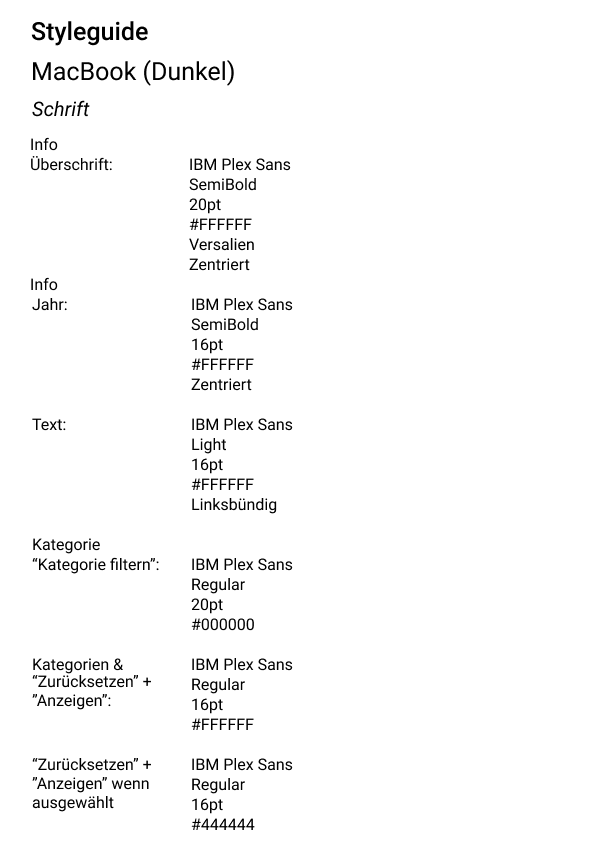 Styleguide
MacBook (Dunkel)
Schrift
Info
Überschrift: IBM Plex Sans
SemiBold
20pt
#FFFFFF
Versalien
Zentriert
Info
Jahr: IBM Plex Sans
SemiBold
16pt
#FFFFFF
Zentriert
Text: IBM Plex Sans
Light
16pt
#FFFFFF
Linksbündig
Kategorie
“Kategorie filtern”: IBM Plex Sans
Regular
20pt
#000000
Kategorien & IBM Plex Sans
“Zurücksetzen” + Regular
”Anzeigen”: 16pt
#FFFFFF
“Zurücksetzen” + IBM Plex Sans
”Anzeigen” wenn Regular
ausgewählt 16pt
#444444